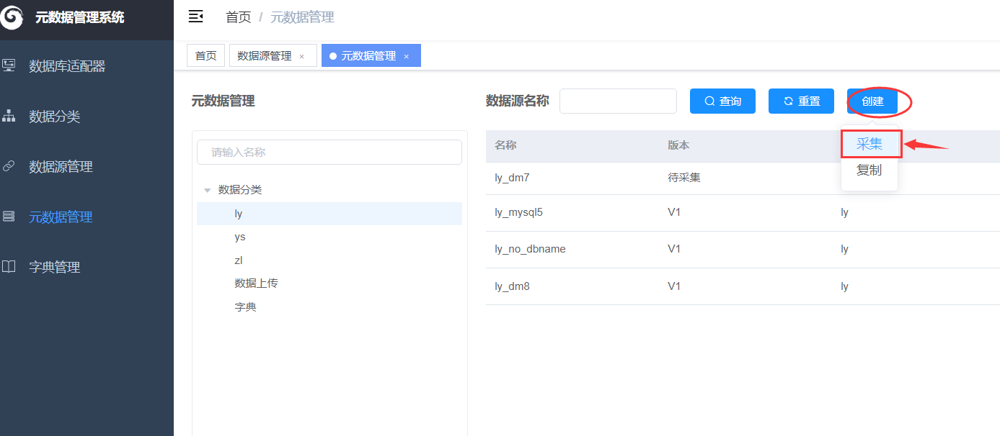 元数据管理系统
首页 / 元数据管理
首页
数据源管理 ×
元数据管理 ×
数据库适配器
数据分类
数据源管理
元数据管理
字典管理
元数据管理
请输入名称
数据分类
ly
ys
zl
数据上传
字典
数据源名称 查询 重置 创建
采集
复制
名称 版本
ly_dm7 待采集
ly_mysql5 V1 ly
ly_no_dbname V1 ly
ly_dm8 V1 ly